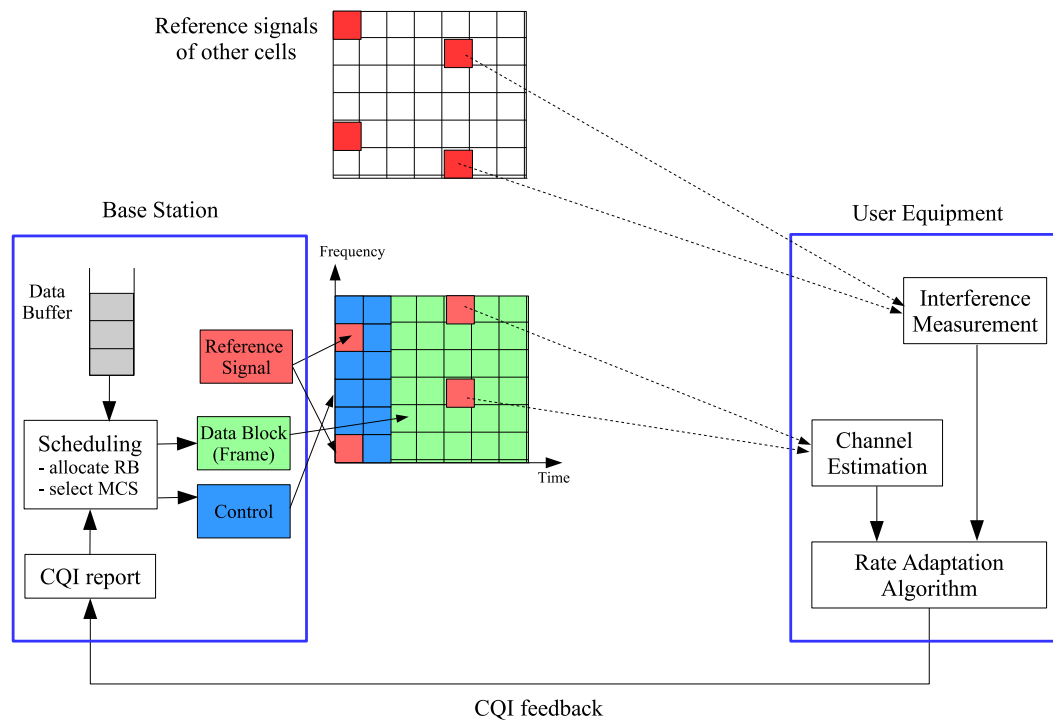 Reference signals
of other cells
Base Station
User Equipment
Frequency
Data
Buffer
Interference
Measurement
Reference
Signal
Scheduling
- allocate RB
- select MCS
Data Block
(Frame)
Channel
Estimation
Time
Control
CQI report
Rate Adaptation
Algorithm
CQI feedback